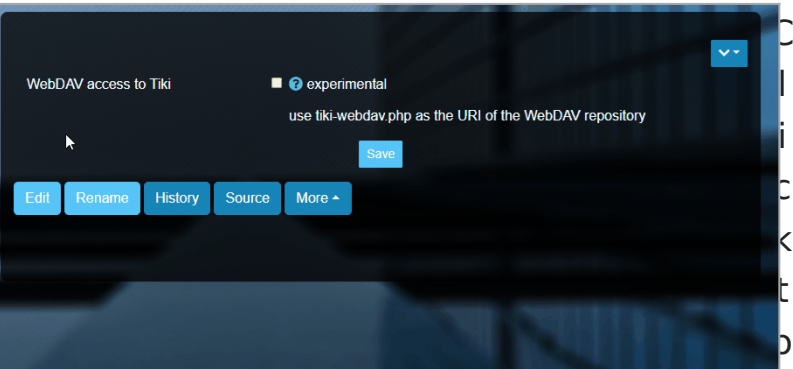 WebDAV access to Tiki
experimental
use tiki-webdav.php as the URI of the WebDAV repository
Save
Edit Rename History Source More
C
l
i
c
k
t